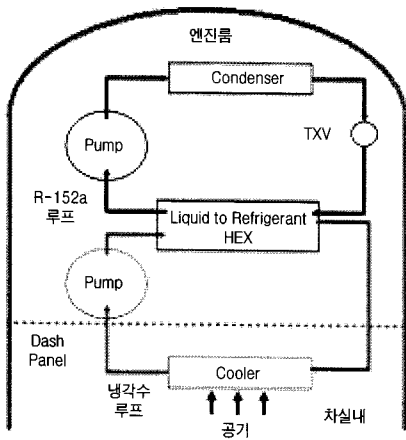 엔진룸
Condenser
TXV
Pump
R-152a
루프
Liquid to Refrigerant
HEX
Pump
Dash
Panel
Cooler
냉각수
루프
공기
차실내